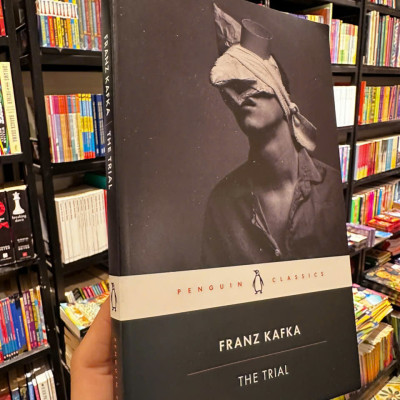 FRANZ KAFKA THE TRIAL
PENGUIN CLASSICS
FRANZ KAFKA
THE TRIAL